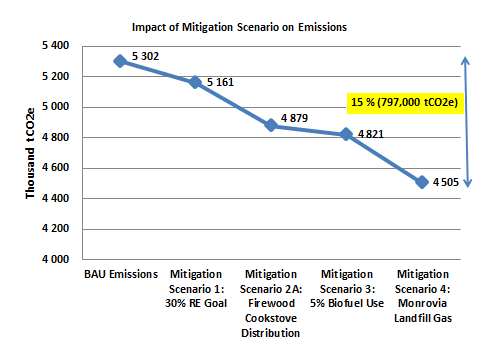 Impact of Mitigation Scenario on Emissions
5 400
5 200
5 000
4 800
4 600
4 400
4 200
4 000
Thousand tCO2e
5 302
5 161
4 879
4 821
4 505
15 % (797,000 tCO2e)
BAU Emissions
Mitigation
Scenario 1:
30% RE Goal
Mitigation
Scenario 2A:
Firewood
Cookstove
Distribution
Mitigation
Scenario 3:
5% Biofuel Use
Mitigation
Scenario 4:
Monrovia
Landfill Gas